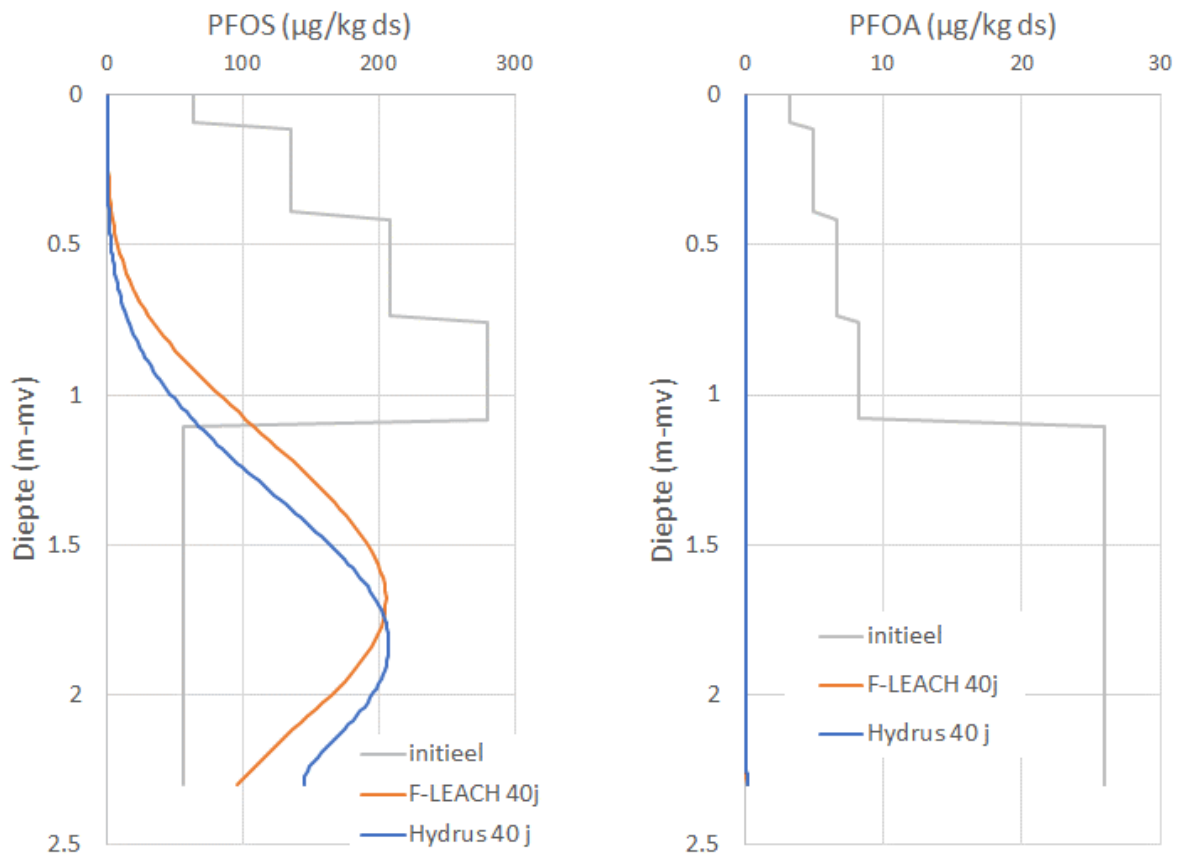 PFOS (µg/kg ds)
0 100 200 300
0
0.5
1
1.5
2
2.5
Diepte (m-mv)
initieel
F-LEACH 40j
Hydrus 40 j
PFOA (µg/kg ds)
0 10 20 30
0
0.5
1
1.5
2
2.5
Diepte (m-mv)
initieel
F-LEACH 40j
Hydrus 40 j